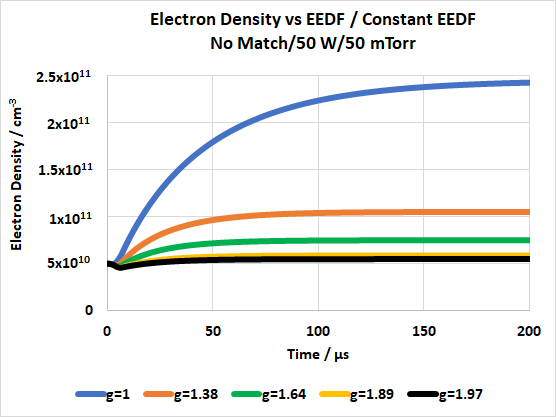 Electron Density vs EEDF / Constant EEDF
No Match/50 W/50 mTorr
Electron Density / cm⁻³
2.5x10¹¹
2x10¹¹
1.5x10¹¹
1x10¹¹
5x10¹⁰
0
0 50 100 150 200
Time / µs
g=1 g=1.38 g=1.64 g=1.89 g=1.97